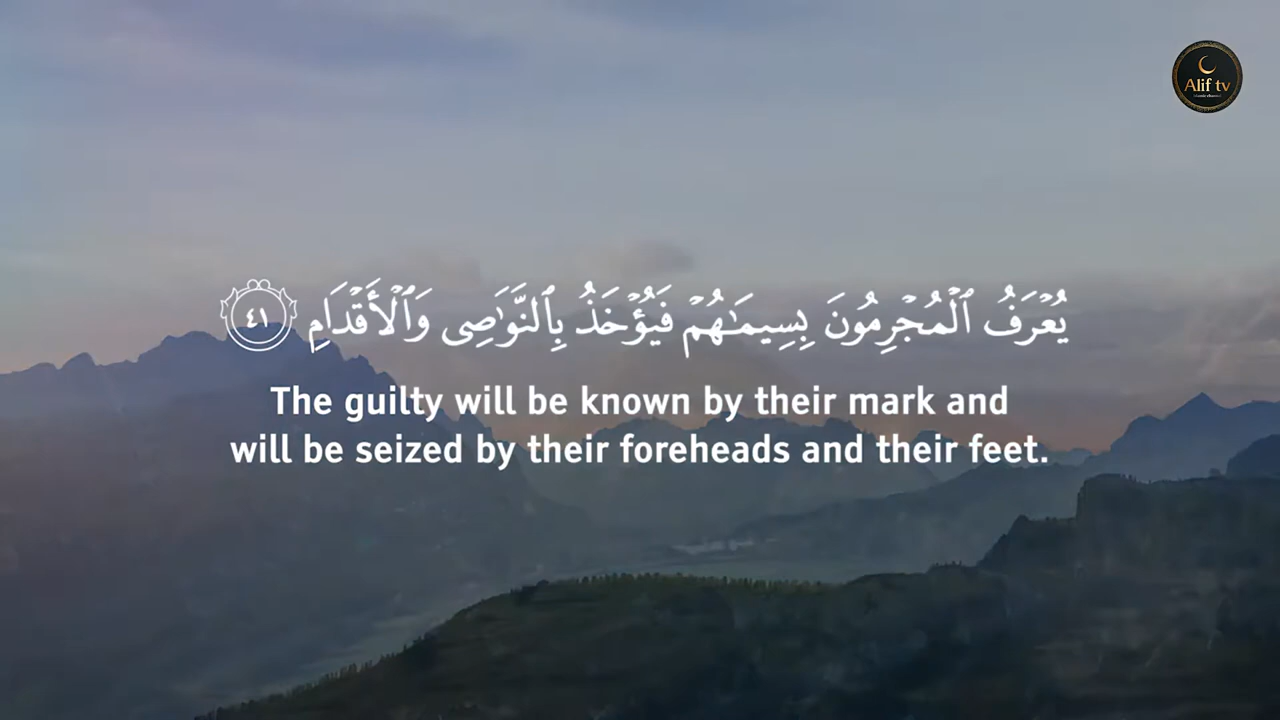 Alif tv
يُعْرَفُ ٱلْمُجْرِمُونَ بِسِيمَـٰهُمْ فَيُؤْخَذُ بِٱلنَّوَٰصِى وَٱلْأَقْدَامِ ٤١
The guilty will be known by their mark and
will be seized by their foreheads and their feet.